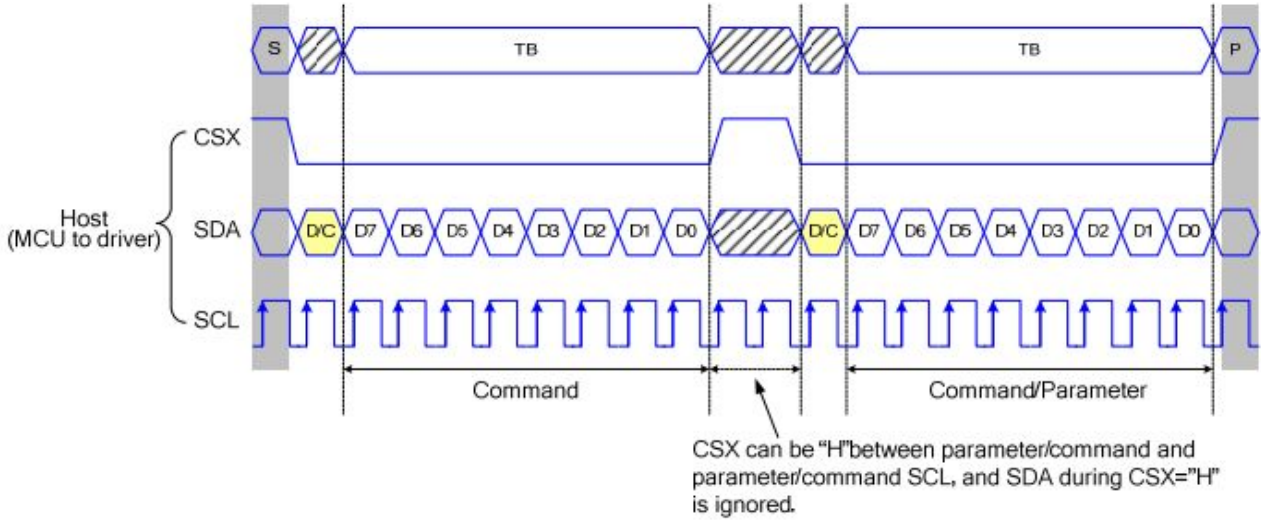 S TB TB P
CSX
Host
(MCU to driver)
SDA D/C D7 D6 D5 D4 D3 D2 D1 D0 D/C D7 D6 D5 D4 D3 D2 D1 D0
SCL
Command Command/Parameter
CSX can be “H”between parameter/command and
parameter/command SCL, and SDA during CSX=”H”
is ignored.